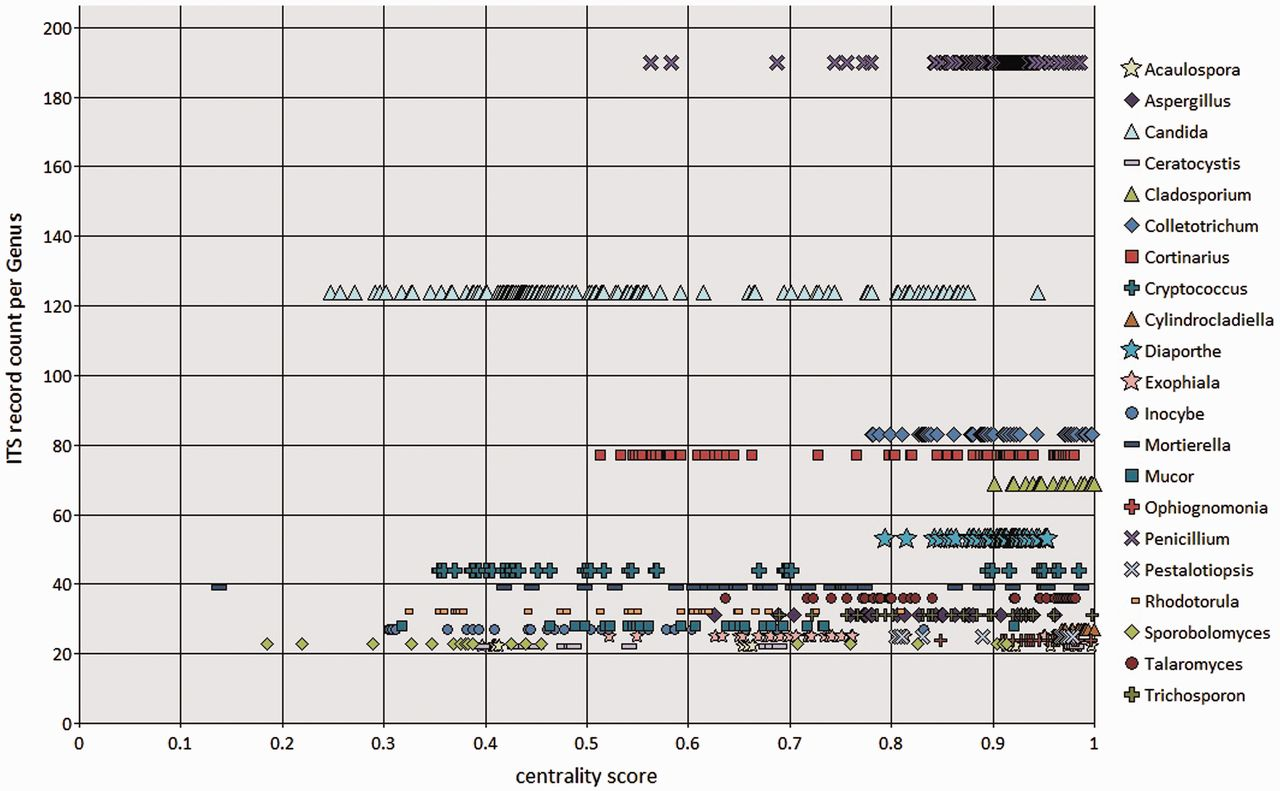 ITS record count per Genus
200
180
160
140
120
100
80
60
40
20
0
0 0.1 0.2 0.3 0.4 0.5 0.6 0.7 0.8 0.9 1
centrality score
Acaulospora
Aspergillus
Candida
Ceratocystis
Cladosporium
Colletotrichum
Cortinarius
Cryptococcus
Cylindrocladiella
Diaporthe
Exophiala
Inocybe
Mortierella
Mucor
Ophiognomonia
Penicillium
Pestalotiopsis
Rhodotorula
Sporobolomyces
Talaromyces
Trichosporon